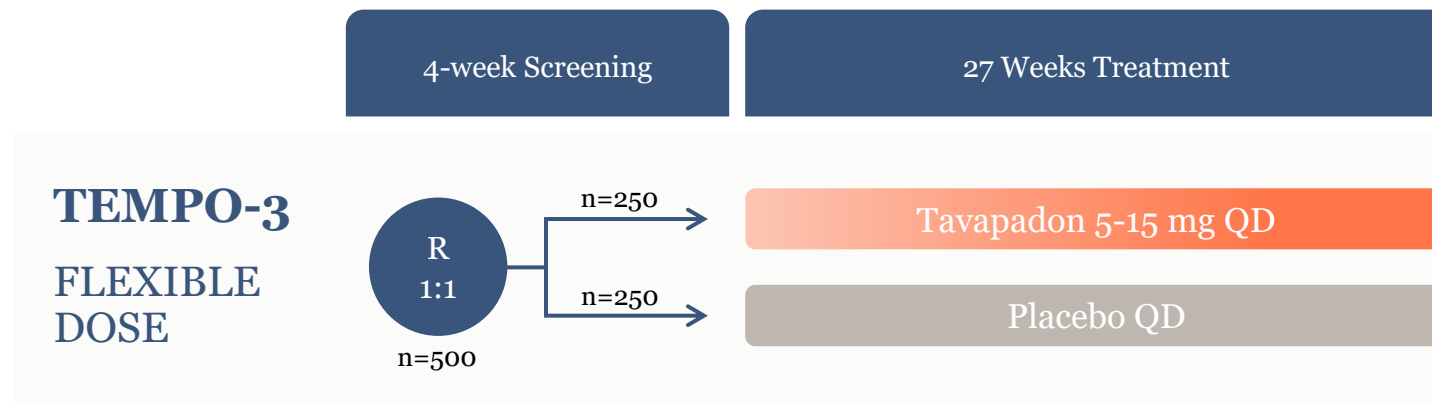 4-week Screening
27 Weeks Treatment
TEMPO-3
FLEXIBLE
DOSE
R
1:1
n=500
n=250
n=250
Tavapadon 5-15 mg QD
Placebo QD